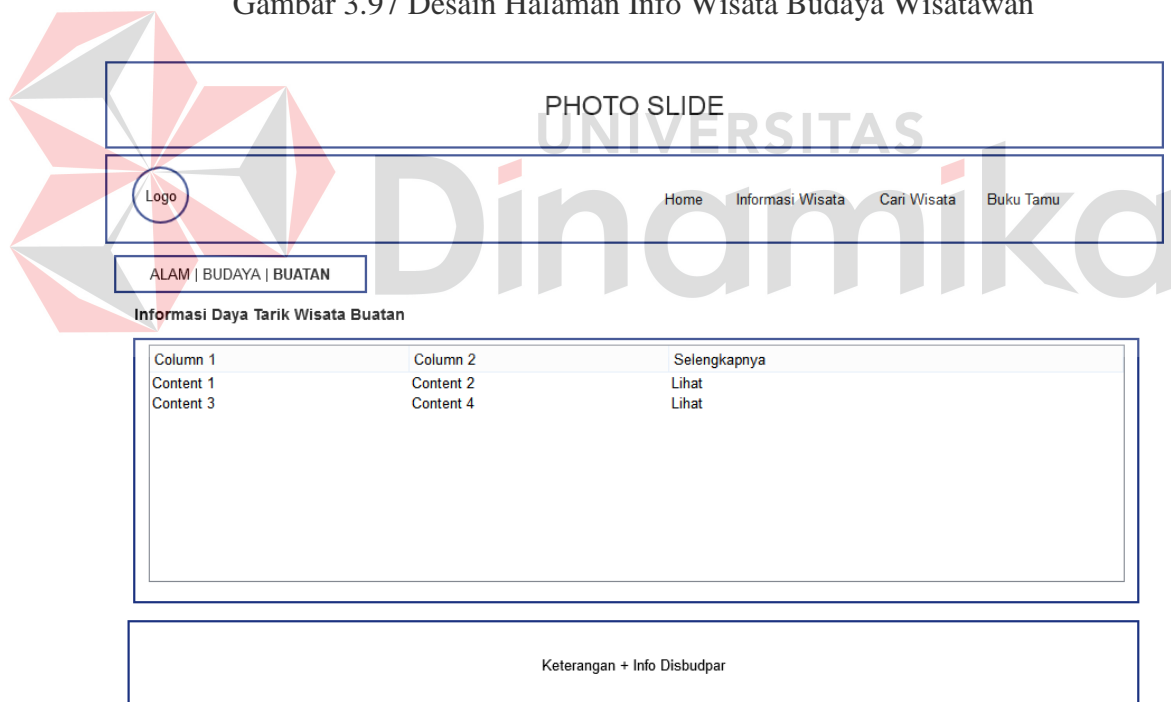 Gambar 3.97 Desain Halaman Info Wisata Budaya Wisatawan
PHOTO SLIDE
UNIVERSITAS
Dinamika
Logo
Home Informasi Wisata Cari Wisata Buku Tamu
ALAM | BUDAYA | BUATAN
Informasi Daya Tarik Wisata Buatan
Column 1 Column 2 Selengkapnya
Content 1 Content 2 Lihat
Content 3 Content 4 Lihat
Keterangan + Info Disbudpar